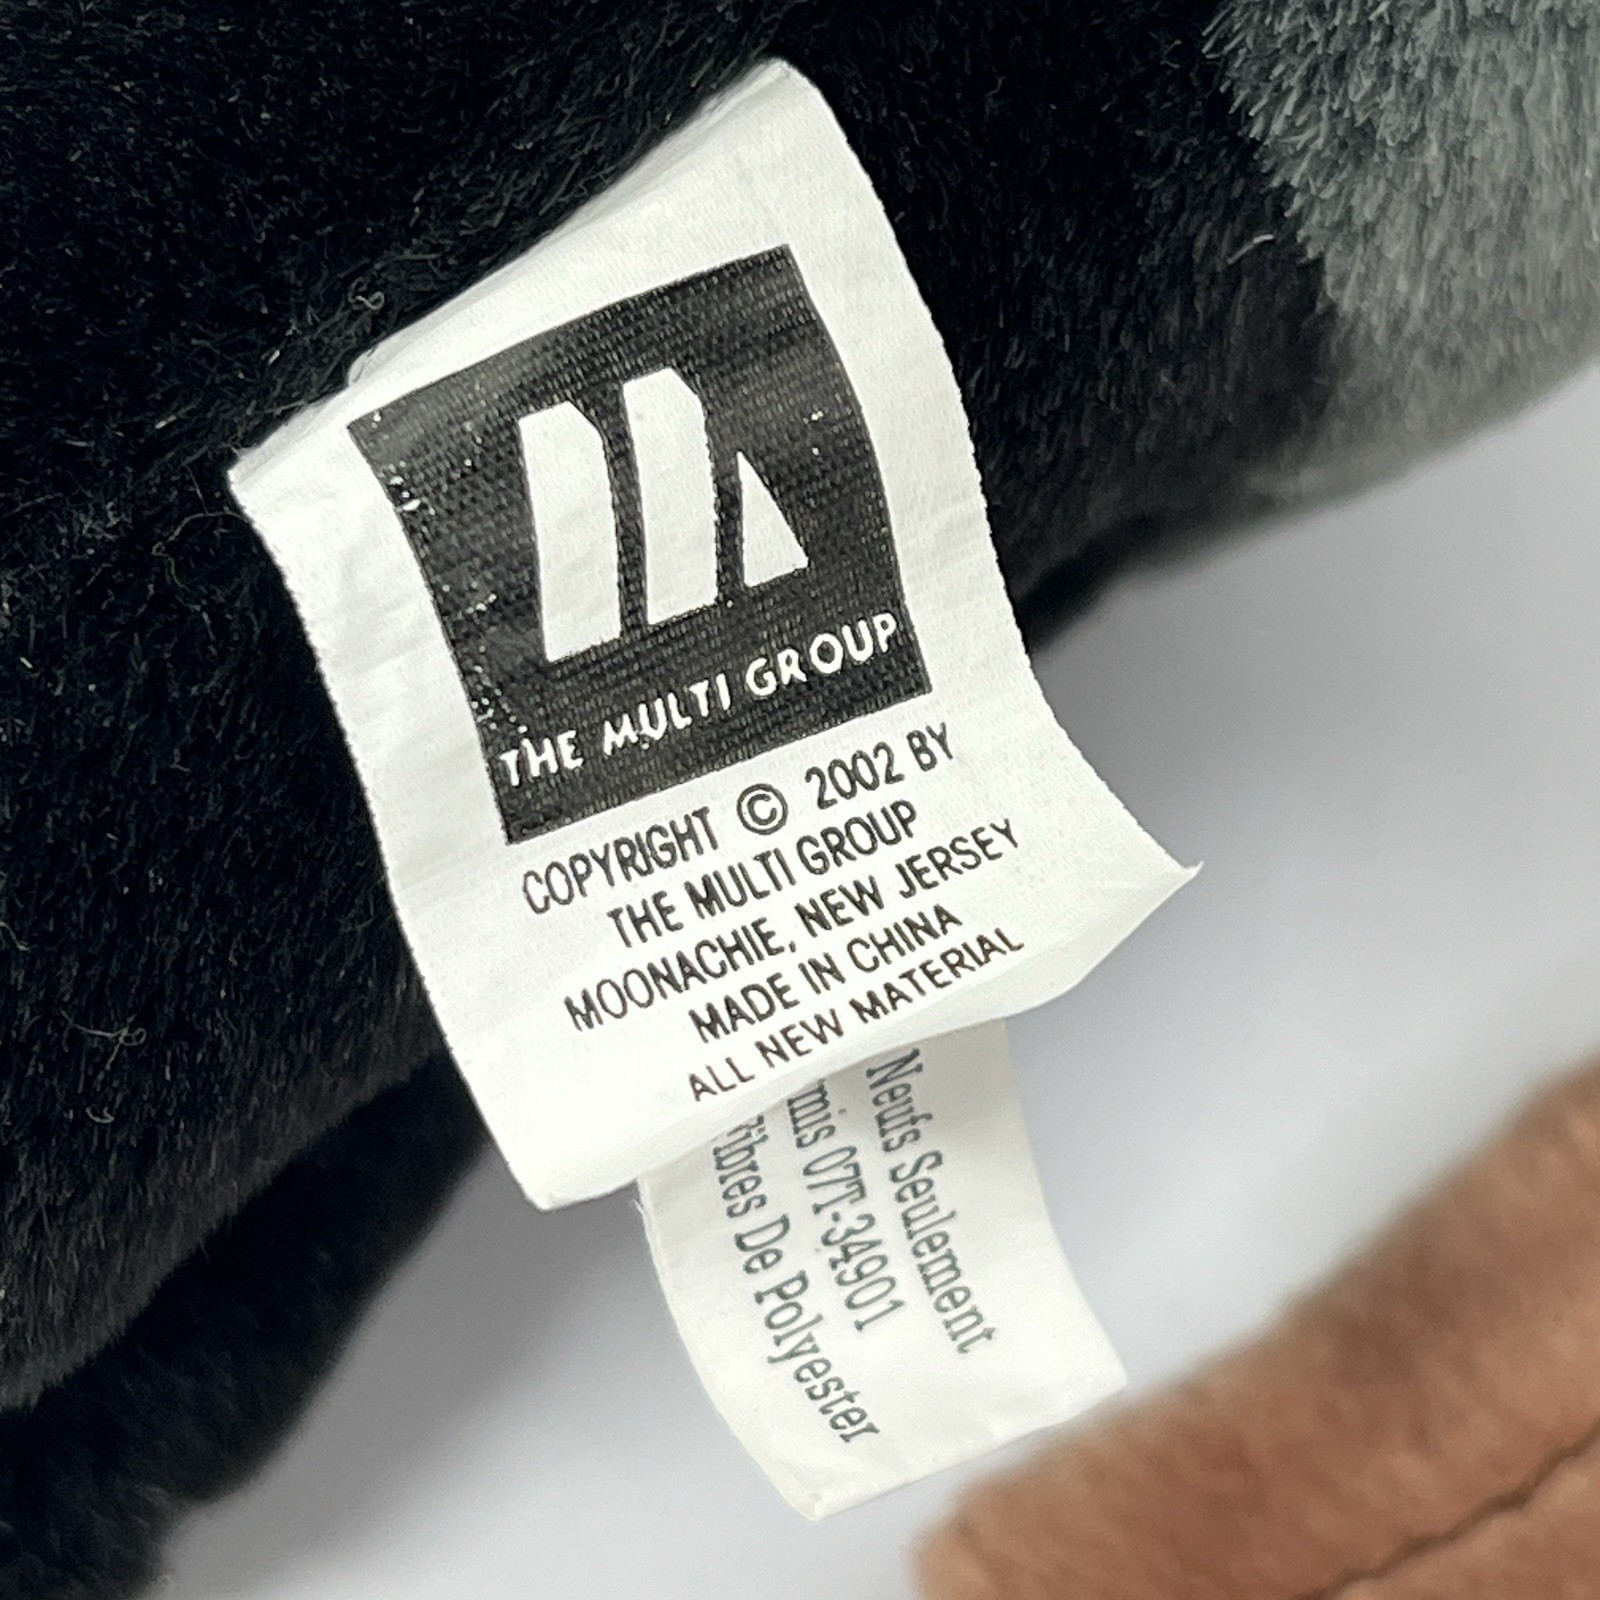 THE MULTI GROUP
COPYRIGHT © 2002 BY
THE MULTI GROUP
MOONACHIE, NEW JERSEY
MADE IN CHINA
ALL NEW MATERIAL
Neufs Seulement
07T-34901
Fibres De Polyester